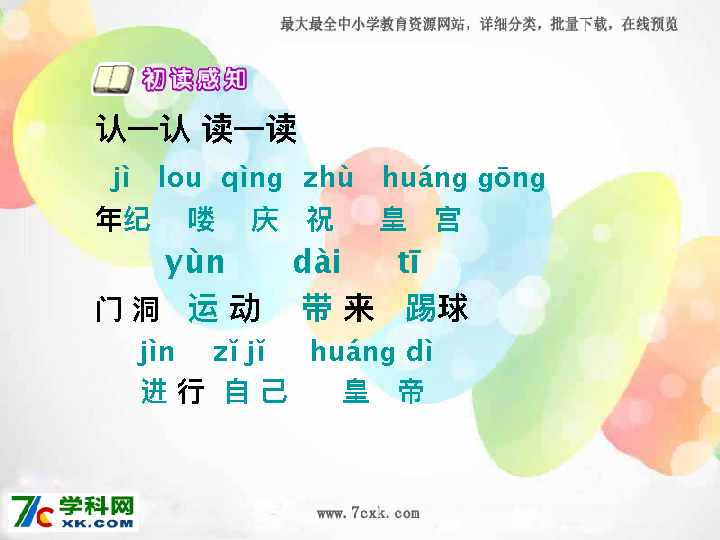 最大最全中小学教育资源网站，详细分类，批量下载，在线预览
初读感知
认一认 读一读
jì lou qìng zhù huáng gōng
年纪 喽 庆 祝 皇 宫
yùn dài tī
门 洞 运 动 带 来 踢球
jìn zǐ jǐ huáng dì
进 行 自 己 皇 帝
7C 学科网
XK.COM
www.7cxk.com